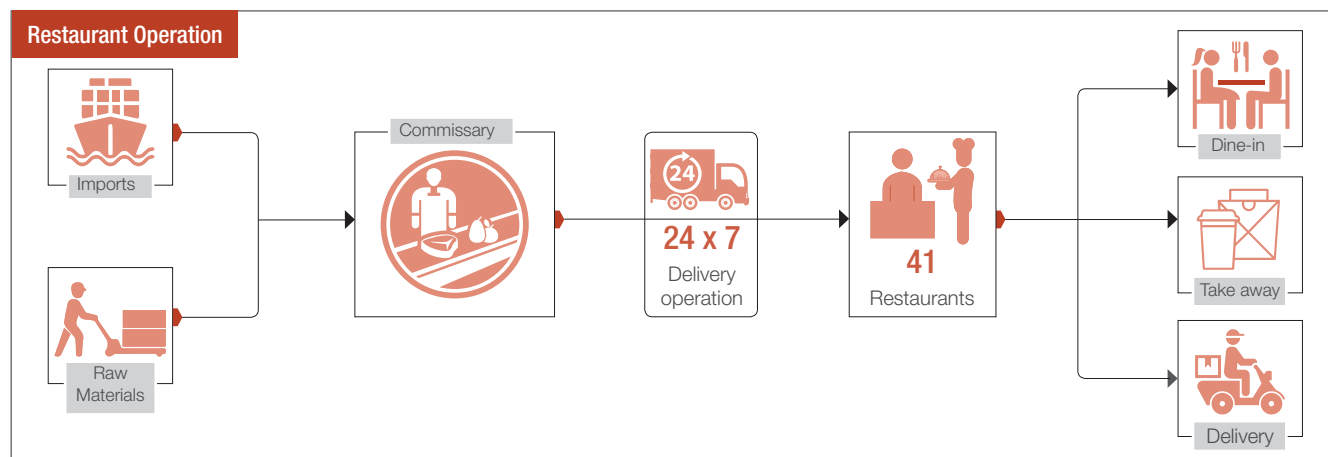 Restaurant Operation
Imports
Raw
Materials
Commissary
24
24 x 7
Delivery
operation
41
Restaurants
Dine-in
Take away
Delivery